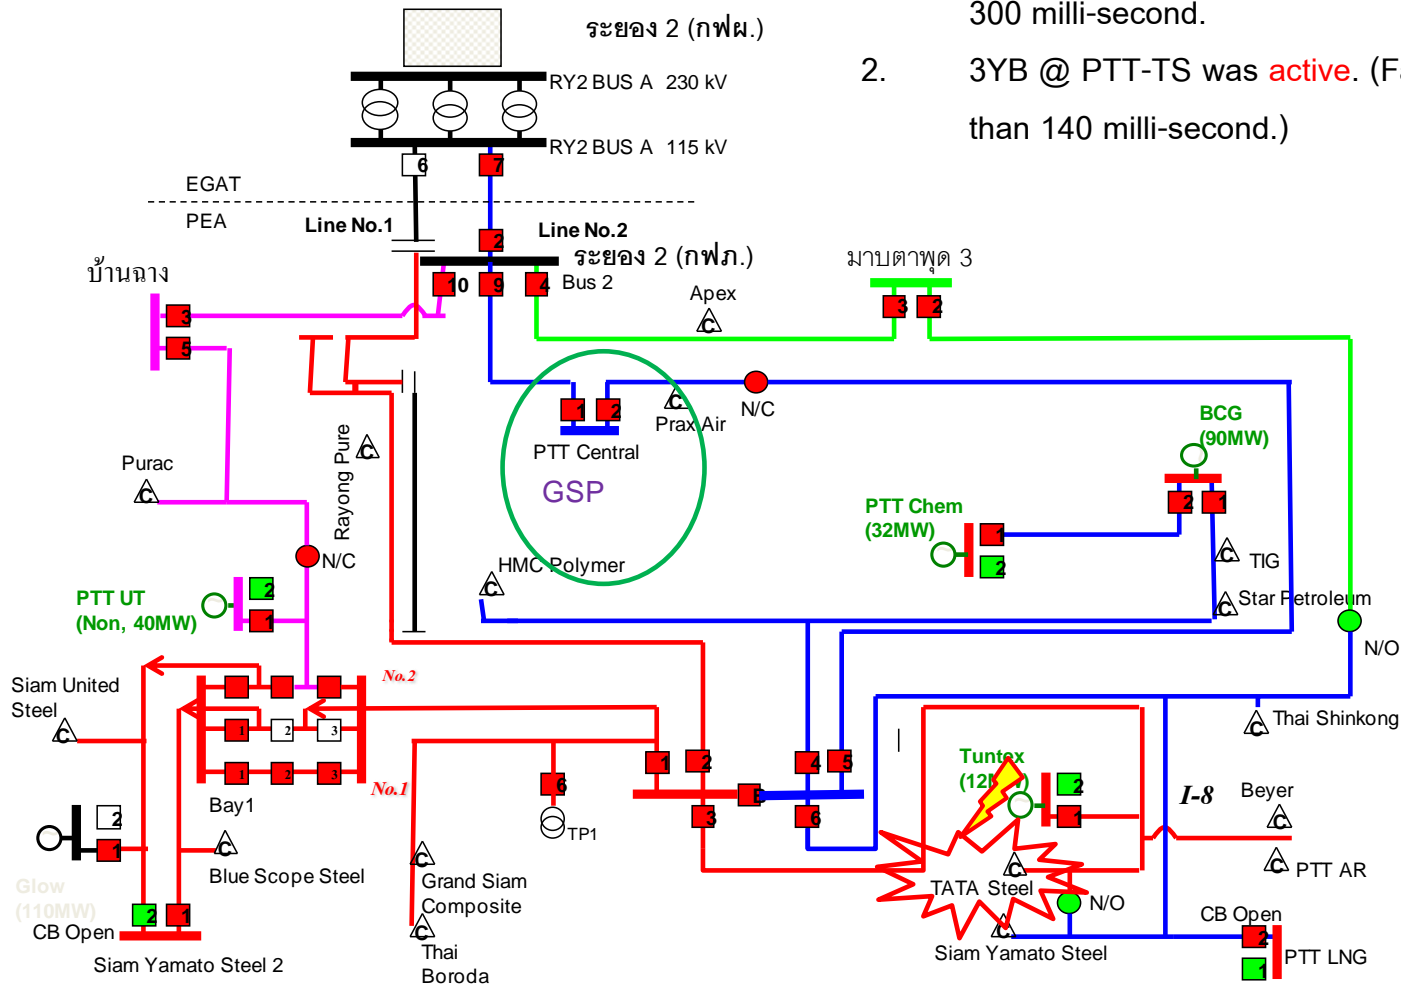 300 milli-second.
ระยอง 2 (กฟผ.)
2. 3YB @ PTT-TS was active. (Fa
than 140 milli-second.)
RY2 BUS A 230 kV
RY2 BUS A 115 kV
6
7
EGAT
PEA
Line No.1
Line No.2
2
ระยอง 2 (กฟภ.)
Bus 2
บ้านฉาง
มาบตาพุด 3
10
9
4
3
2
3
5
Apex
C
N/C
1
2
C
Prax Air
PTT Central
GSP
BCG
(90MW)
2
1
Rayong Pure
C
Purac
C
N/C
PTT Chem
(32MW)
1
2
C
TIG
HMC Polymer
C
C
Star Petroleum
N/O
PTT UT
(Non, 40MW)
2
1
No.2
Siam United
Steel
C
1
2
3
1
2
3
No.1
Bay1
C
Thai Shinkong
1
2
4
5
6
TP1
3
6
Tuntex
2
1
I-8
Beyer
C
C
PTT AR
2
1
C
Blue Scope Steel
Glow
(110MW)
C
Grand Siam
Composite
C
TATA Steel
N/O
2
1
CB Open
Siam Yamato Steel 2
C
Thai
Boroda
C
Siam Yamato Steel
CB Open
2
1
PTT LNG